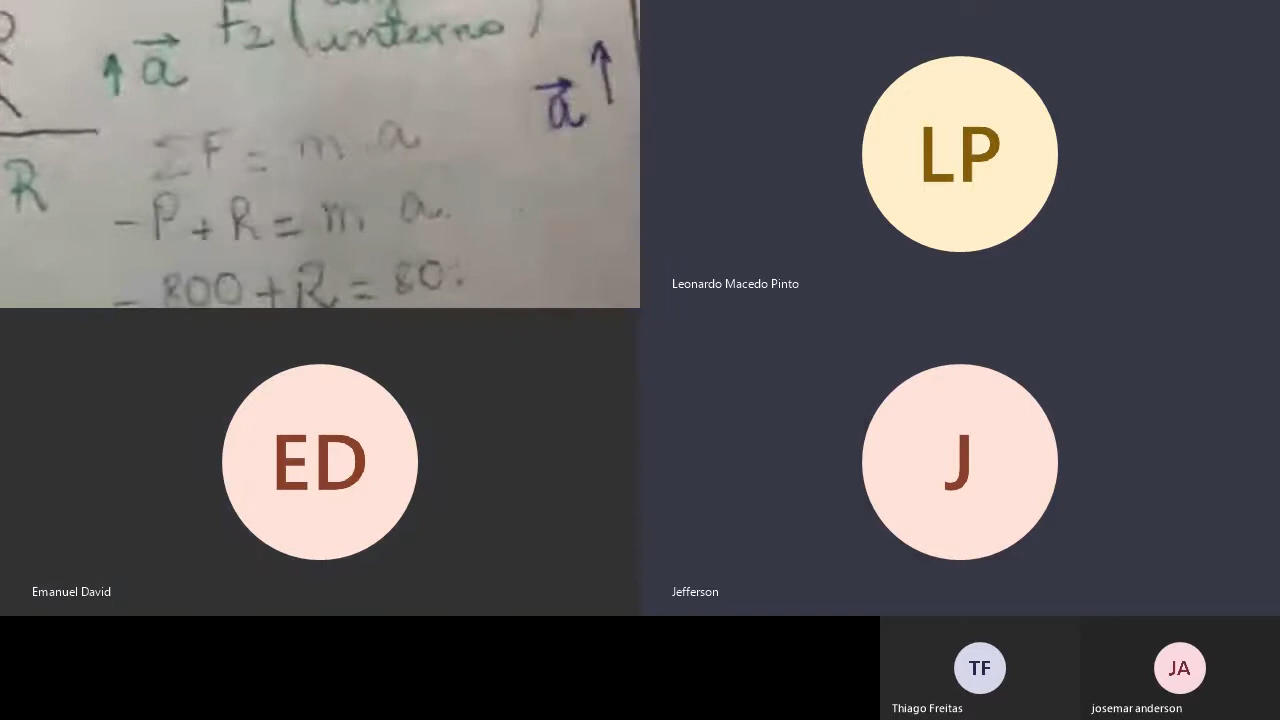 F2 (interno)
↑ a
a ↑
ΣF = m a
R
- P + R = m a
- 800 + R = 80.
LP
Leonardo Macedo Pinto
ED
Emanuel David
J
Jefferson
TF
Thiago Freitas
JA
josemar anderson